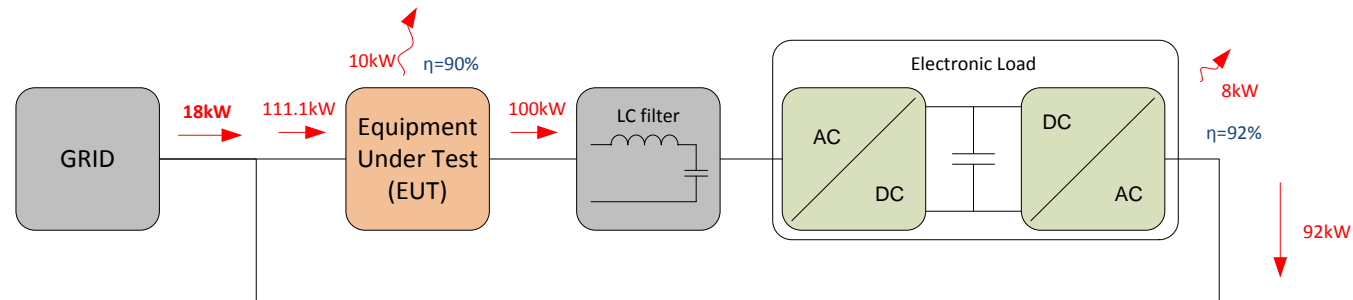 GRID
18kW
111.1kW
10kW
η=90%
Equipment
Under Test
(EUT)
100kW
LC filter
Electronic Load
AC
DC
DC
AC
8kW
η=92%
92kW